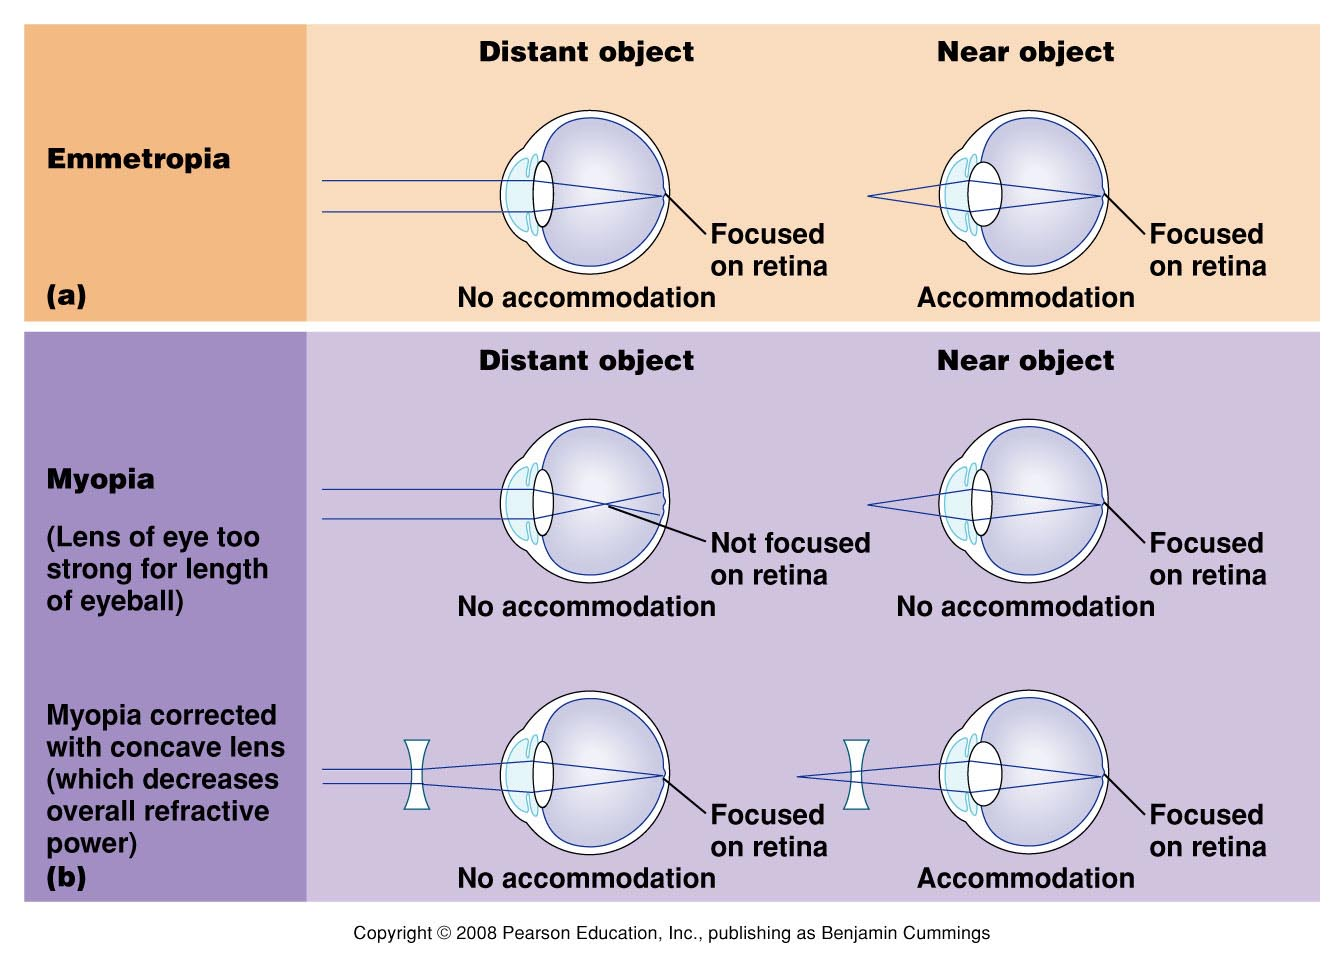 Distant object
Near object
Emmetropia
Focused
on retina
Focused
on retina
(a)
No accommodation
Accommodation
Distant object
Near object
Myopia
(Lens of eye too
strong for length
of eyeball)
Not focused
on retina
Focused
on retina
No accommodation
No accommodation
Myopia corrected
with concave lens
(which decreases
overall refractive
power)
(b)
Focused
on retina
Focused
on retina
No accommodation
Accommodation
Copyright © 2008 Pearson Education, Inc., publishing as Benjamin Cummings